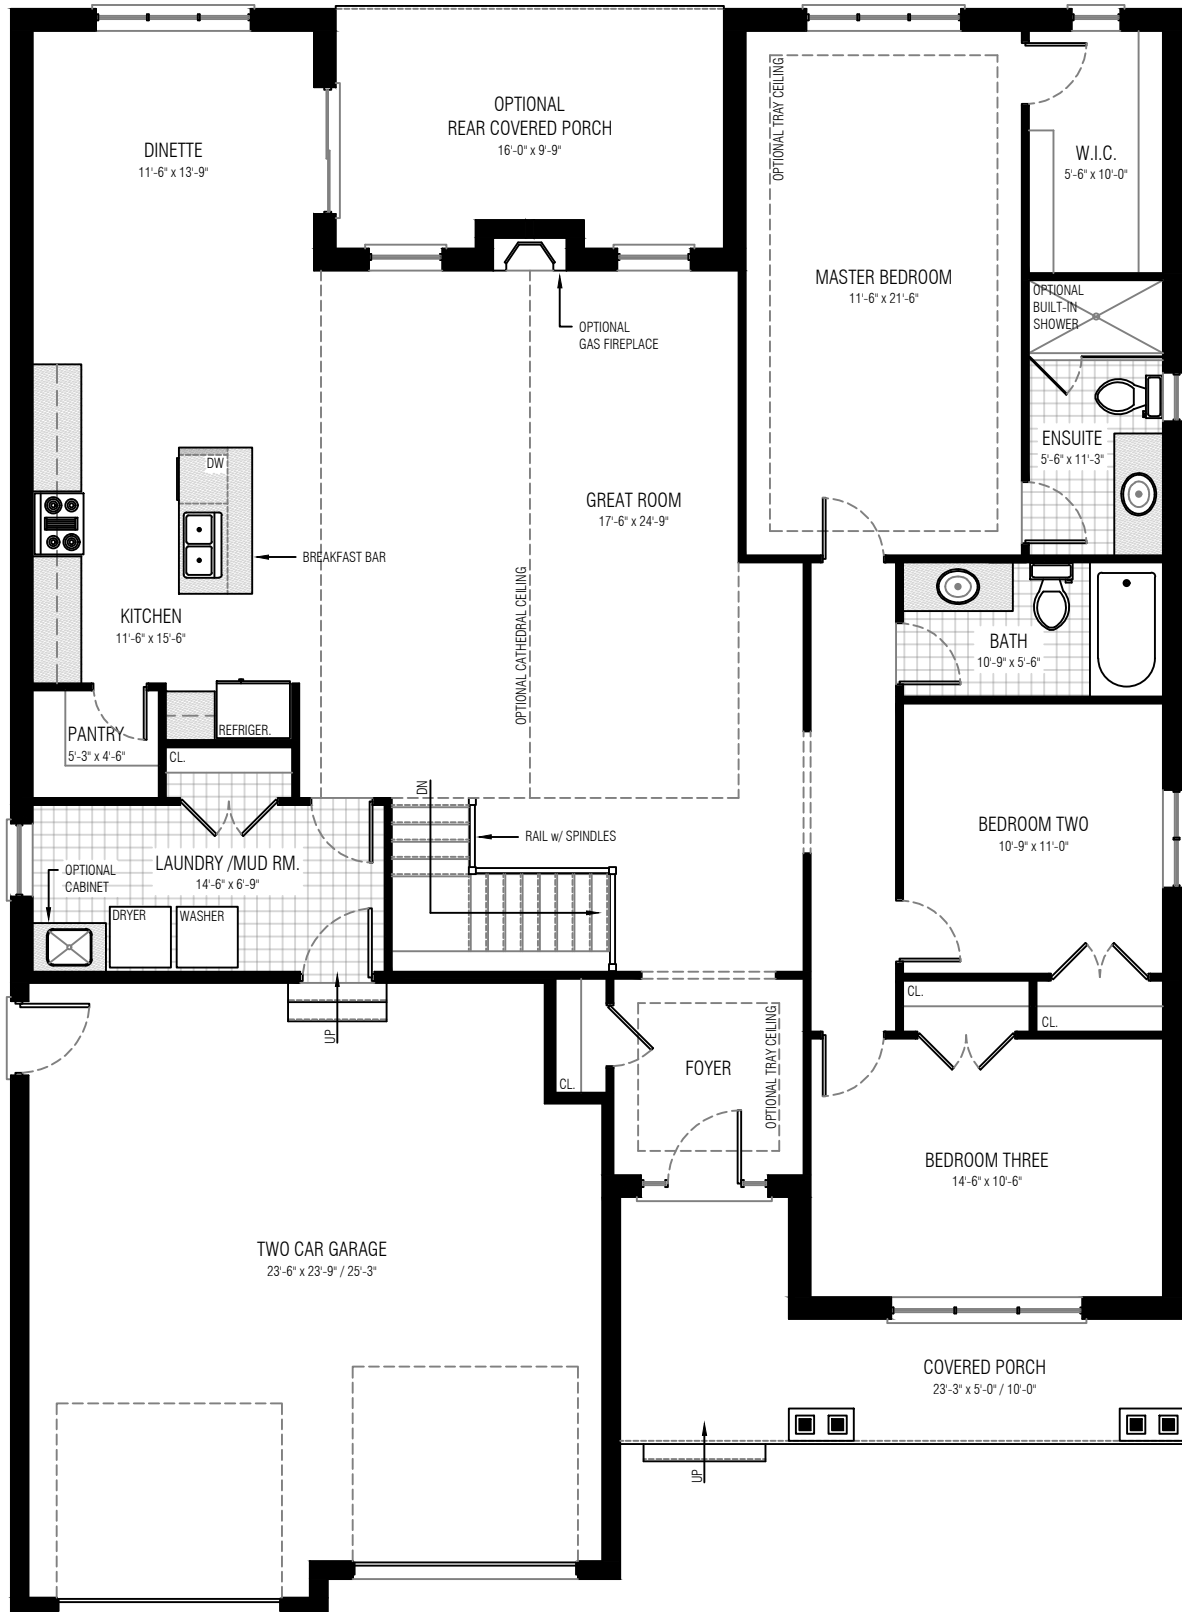 OPTIONAL
REAR COVERED PORCH
16'-0" x 9'-9"
DINETTE
11'-6" x 13'-9"
OPTIONAL TRAY CEILING
W.I.C.
5'-6" x 10'-0"
MASTER BEDROOM
11'-6" x 21'-6"
OPTIONAL
BUILT-IN
SHOWER
OPTIONAL
GAS FIREPLACE
ENSUITE
5'-6" x 11'-3"
DW
GREAT ROOM
17'-6" x 24'-9"
BREAKFAST BAR
OPTIONAL CATHEDRAL CEILING
KITCHEN
11'-6" x 15'-6"
BATH
10'-9" x 5'-6"
PANTRY
5'-3" x 4'-6"
REFRIGER.
CL.
DN
RAIL w/ SPINDLES
BEDROOM TWO
10'-9" x 11'-0"
LAUNDRY /MUD RM.
14'-6" x 6'-9"
OPTIONAL
CABINET
DRYER
WASHER
CL.
CL.
UP
CL.
FOYER
OPTIONAL TRAY CEILING
BEDROOM THREE
14'-6" x 10'-6"
TWO CAR GARAGE
23'-6" x 23'-9" / 25'-3"
COVERED PORCH
23'-3" x 5'-0" / 10'-0"
UP